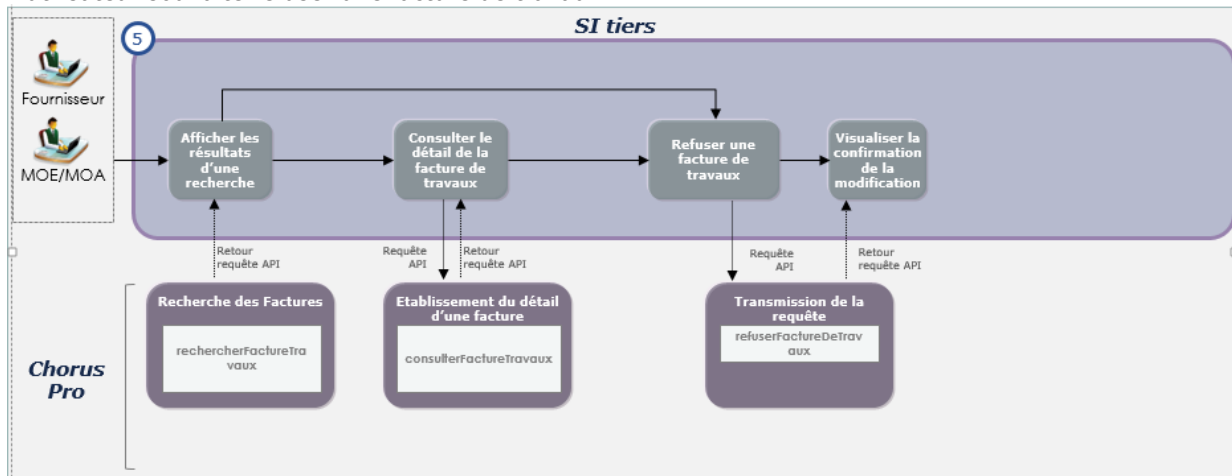 SI tiers
5
Fournisseur
MOE/MOA
Afficher les
résultats
d'une
recherche
Consulter le
détail de la
facture de
travaux
Refuser une
facture de
travaux
Visualiser la
confirmation
de la
modification
Retour
requête API
Requête
API
Retour
requête API
Requête
API
Retour
requête API
Chorus
Pro
Recherche des Factures
rechercherFactureTra
vaux
Etablissement du détail
d'une facture
consulterFactureTravaux
Transmission de la
requête
refuserFactureDeTrav
aux